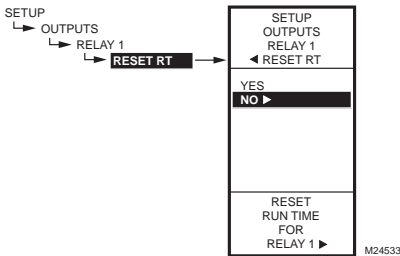 SETUP
OUTPUTS
RELAY 1
RESET RT
SETUP
OUTPUTS
RELAY 1
◄ RESET RT
YES
NO ►
RESET
RUN TIME
FOR
RELAY 1 ►
M24533